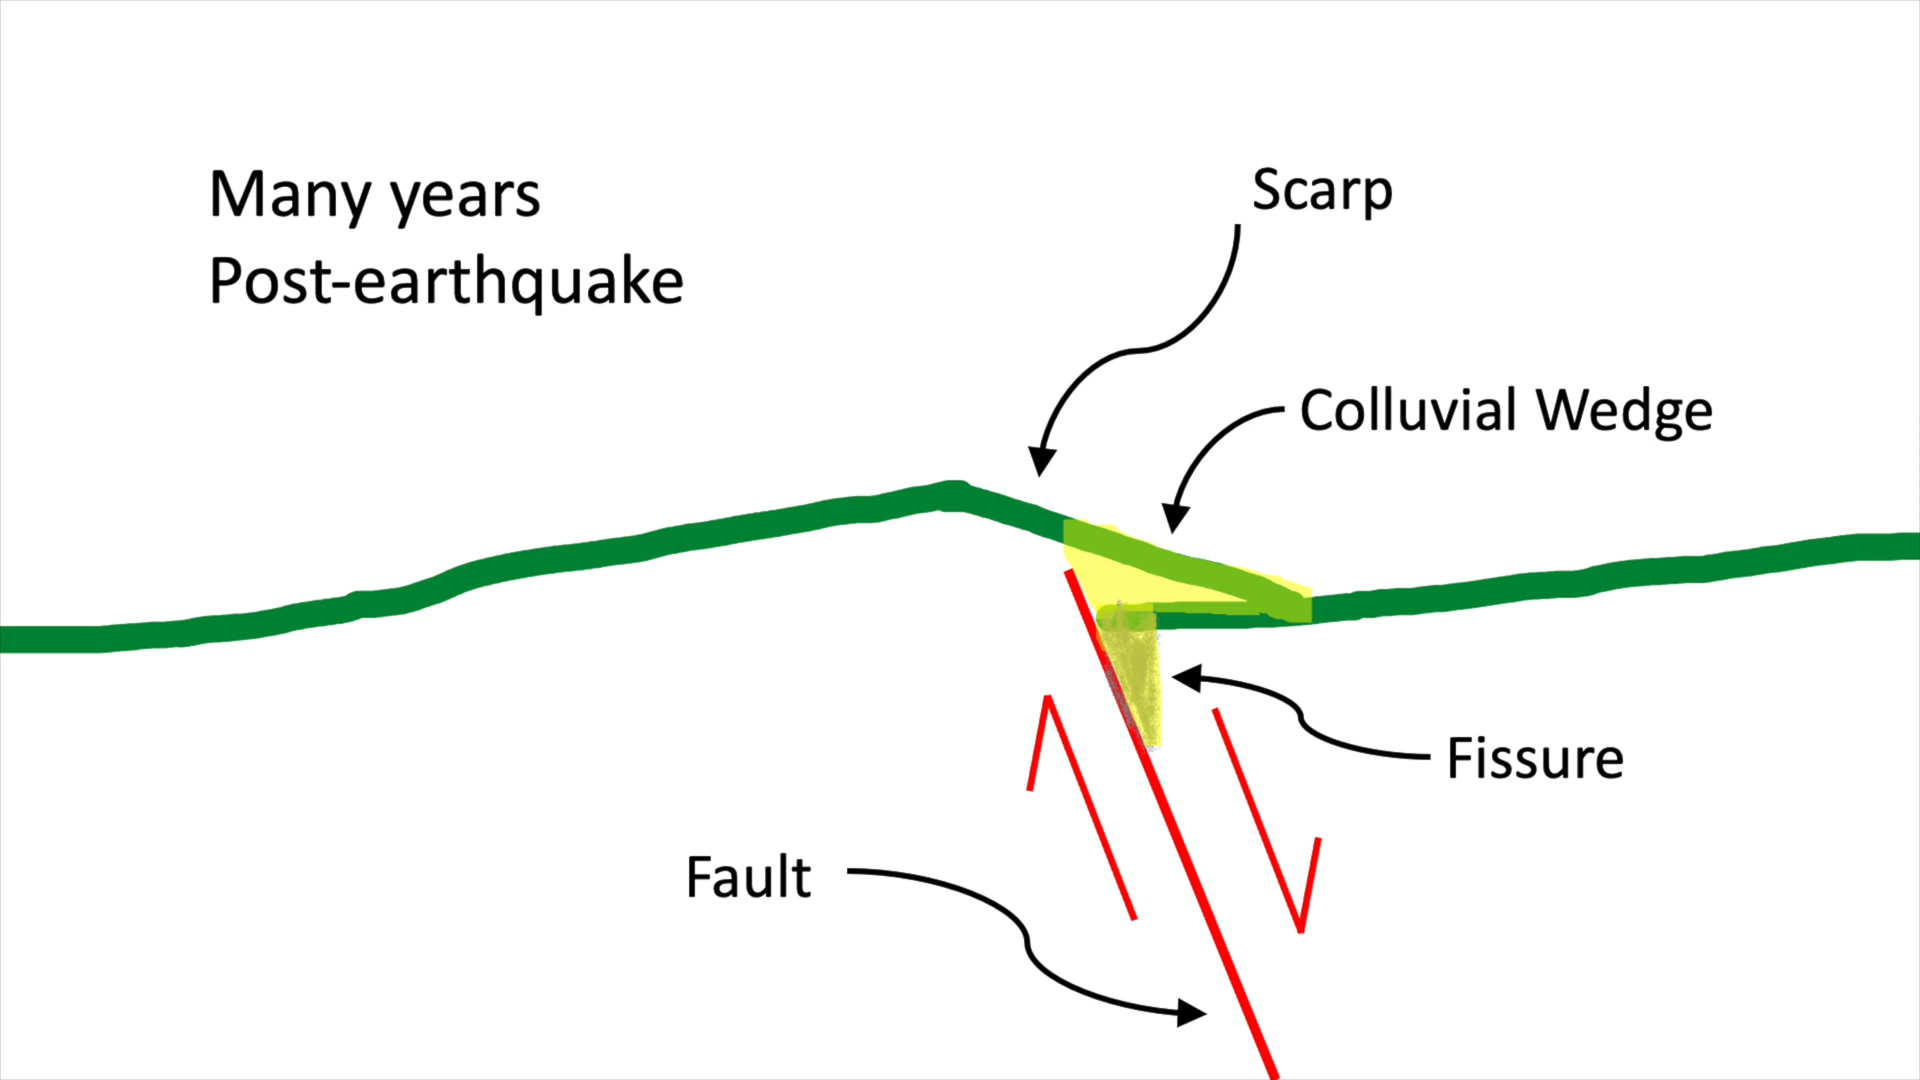 Many years
Post-earthquake
Scarp
Colluvial Wedge
Fissure
Fault